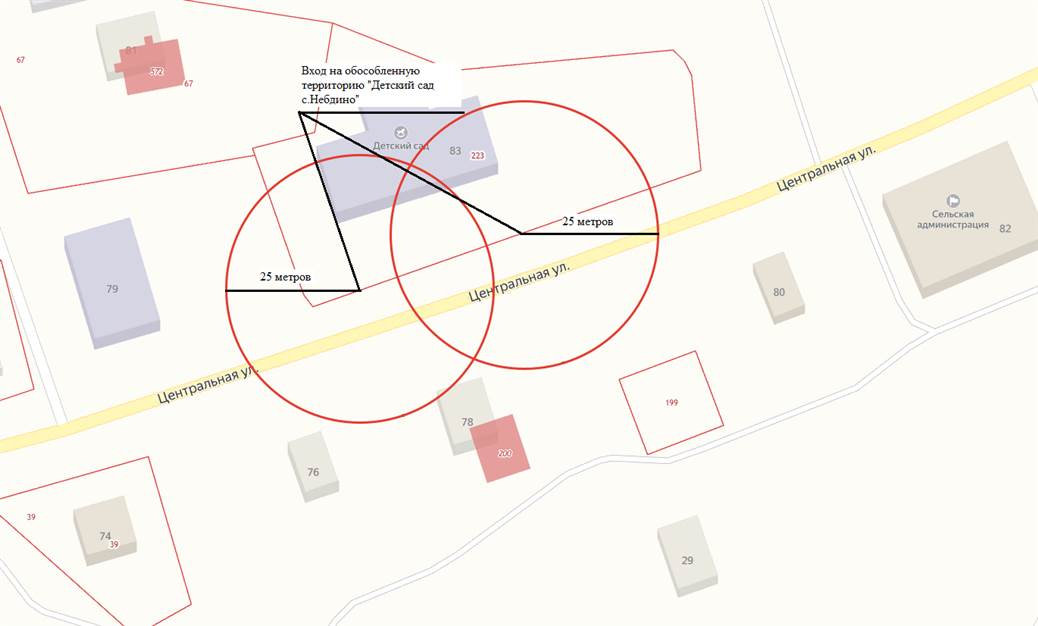 81
67
572
67
Вход на обособленную
территорию "Детский сад
с.Небдино"
Детский сад
83
223
Центральная ул.
25 метров
Сельская
администрация
82
25 метров
Центральная ул.
79
80
Центральная ул.
199
78
200
76
39
74
39
29